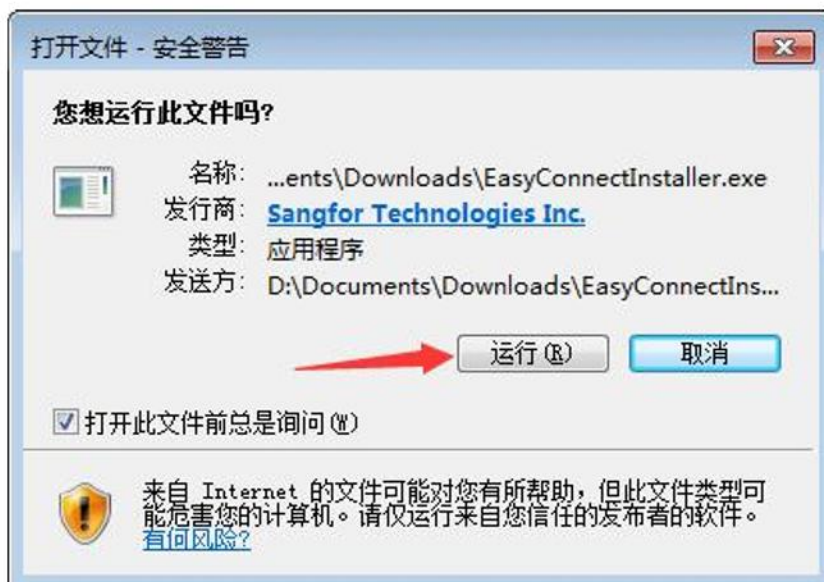 打开文件 - 安全警告
您想运行此文件吗?
名称: ...ents\Downloads\EasyConnectInstaller.exe
发行商: Sangfor Technologies Inc.
类型: 应用程序
发送方: D:\Documents\Downloads\EasyConnectIns...
运行(R) 取消
打开此文件前总是询问(W)
来自 Internet 的文件可能对您有所帮助，但此文件类型可
能危害您的计算机。请仅运行来自您信任的发布者的软件。
有何风险?